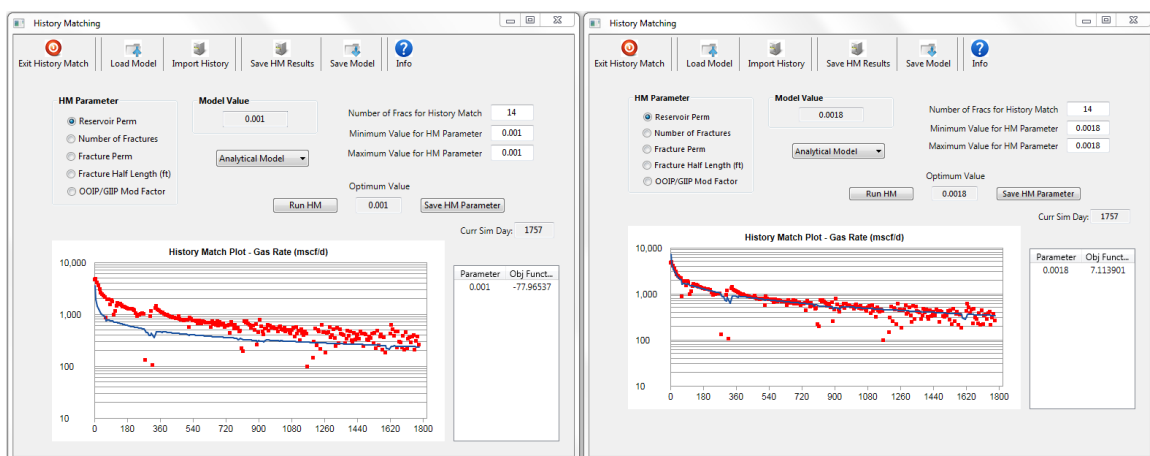 History Matching
Exit History Match Load Model Import History Save HM Results Save Model Info
HM Parameter
Reservoir Perm
Number of Fractures
Fracture Perm
Fracture Half Length (ft)
OOIP/GIIP Mod Factor
Model Value
0.001
Analytical Model
Number of Fracs for History Match 14
Minimum Value for HM Parameter 0.001
Maximum Value for HM Parameter 0.001
Optimum Value
Run HM 0.001 Save HM Parameter
Curr Sim Day: 1757
History Match Plot - Gas Rate (mscf/d)
10,000
1,000
100
10
0 180 360 540 720 900 1080 1260 1440 1620 1800
Parameter Obj Funct...
0.001 -77.96537
History Matching
Exit History Match Load Model Import History Save HM Results Save Model Info
HM Parameter
Reservoir Perm
Number of Fractures
Fracture Perm
Fracture Half Length (ft)
OOIP/GIIP Mod Factor
Model Value
0.0018
Analytical Model
Number of Fracs for History Match 14
Minimum Value for HM Parameter 0.0018
Maximum Value for HM Parameter 0.0018
Optimum Value
Run HM 0.0018 Save HM Parameter
Curr Sim Day: 1757
History Match Plot - Gas Rate (mscf/d)
10,000
1,000
100
10
0 180 360 540 720 900 1080 1260 1440 1620 1800
Parameter Obj Funct...
0.0018 7.113901